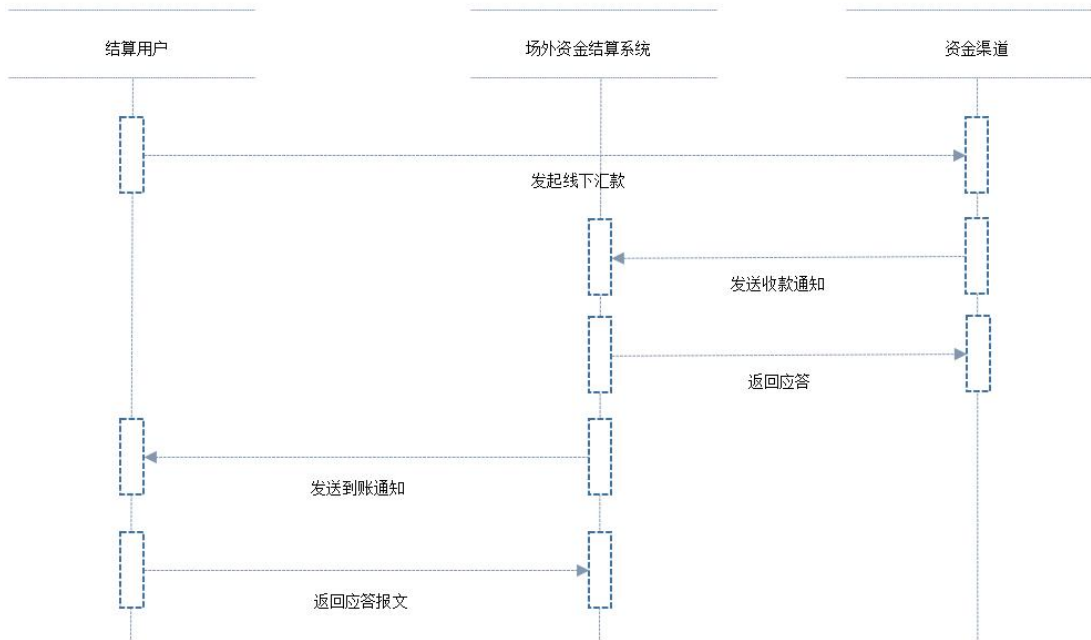 结算用户
场外资金结算系统
资金渠道
发起线下汇款
发送收款通知
返回应答
发送到账通知
返回应答报文